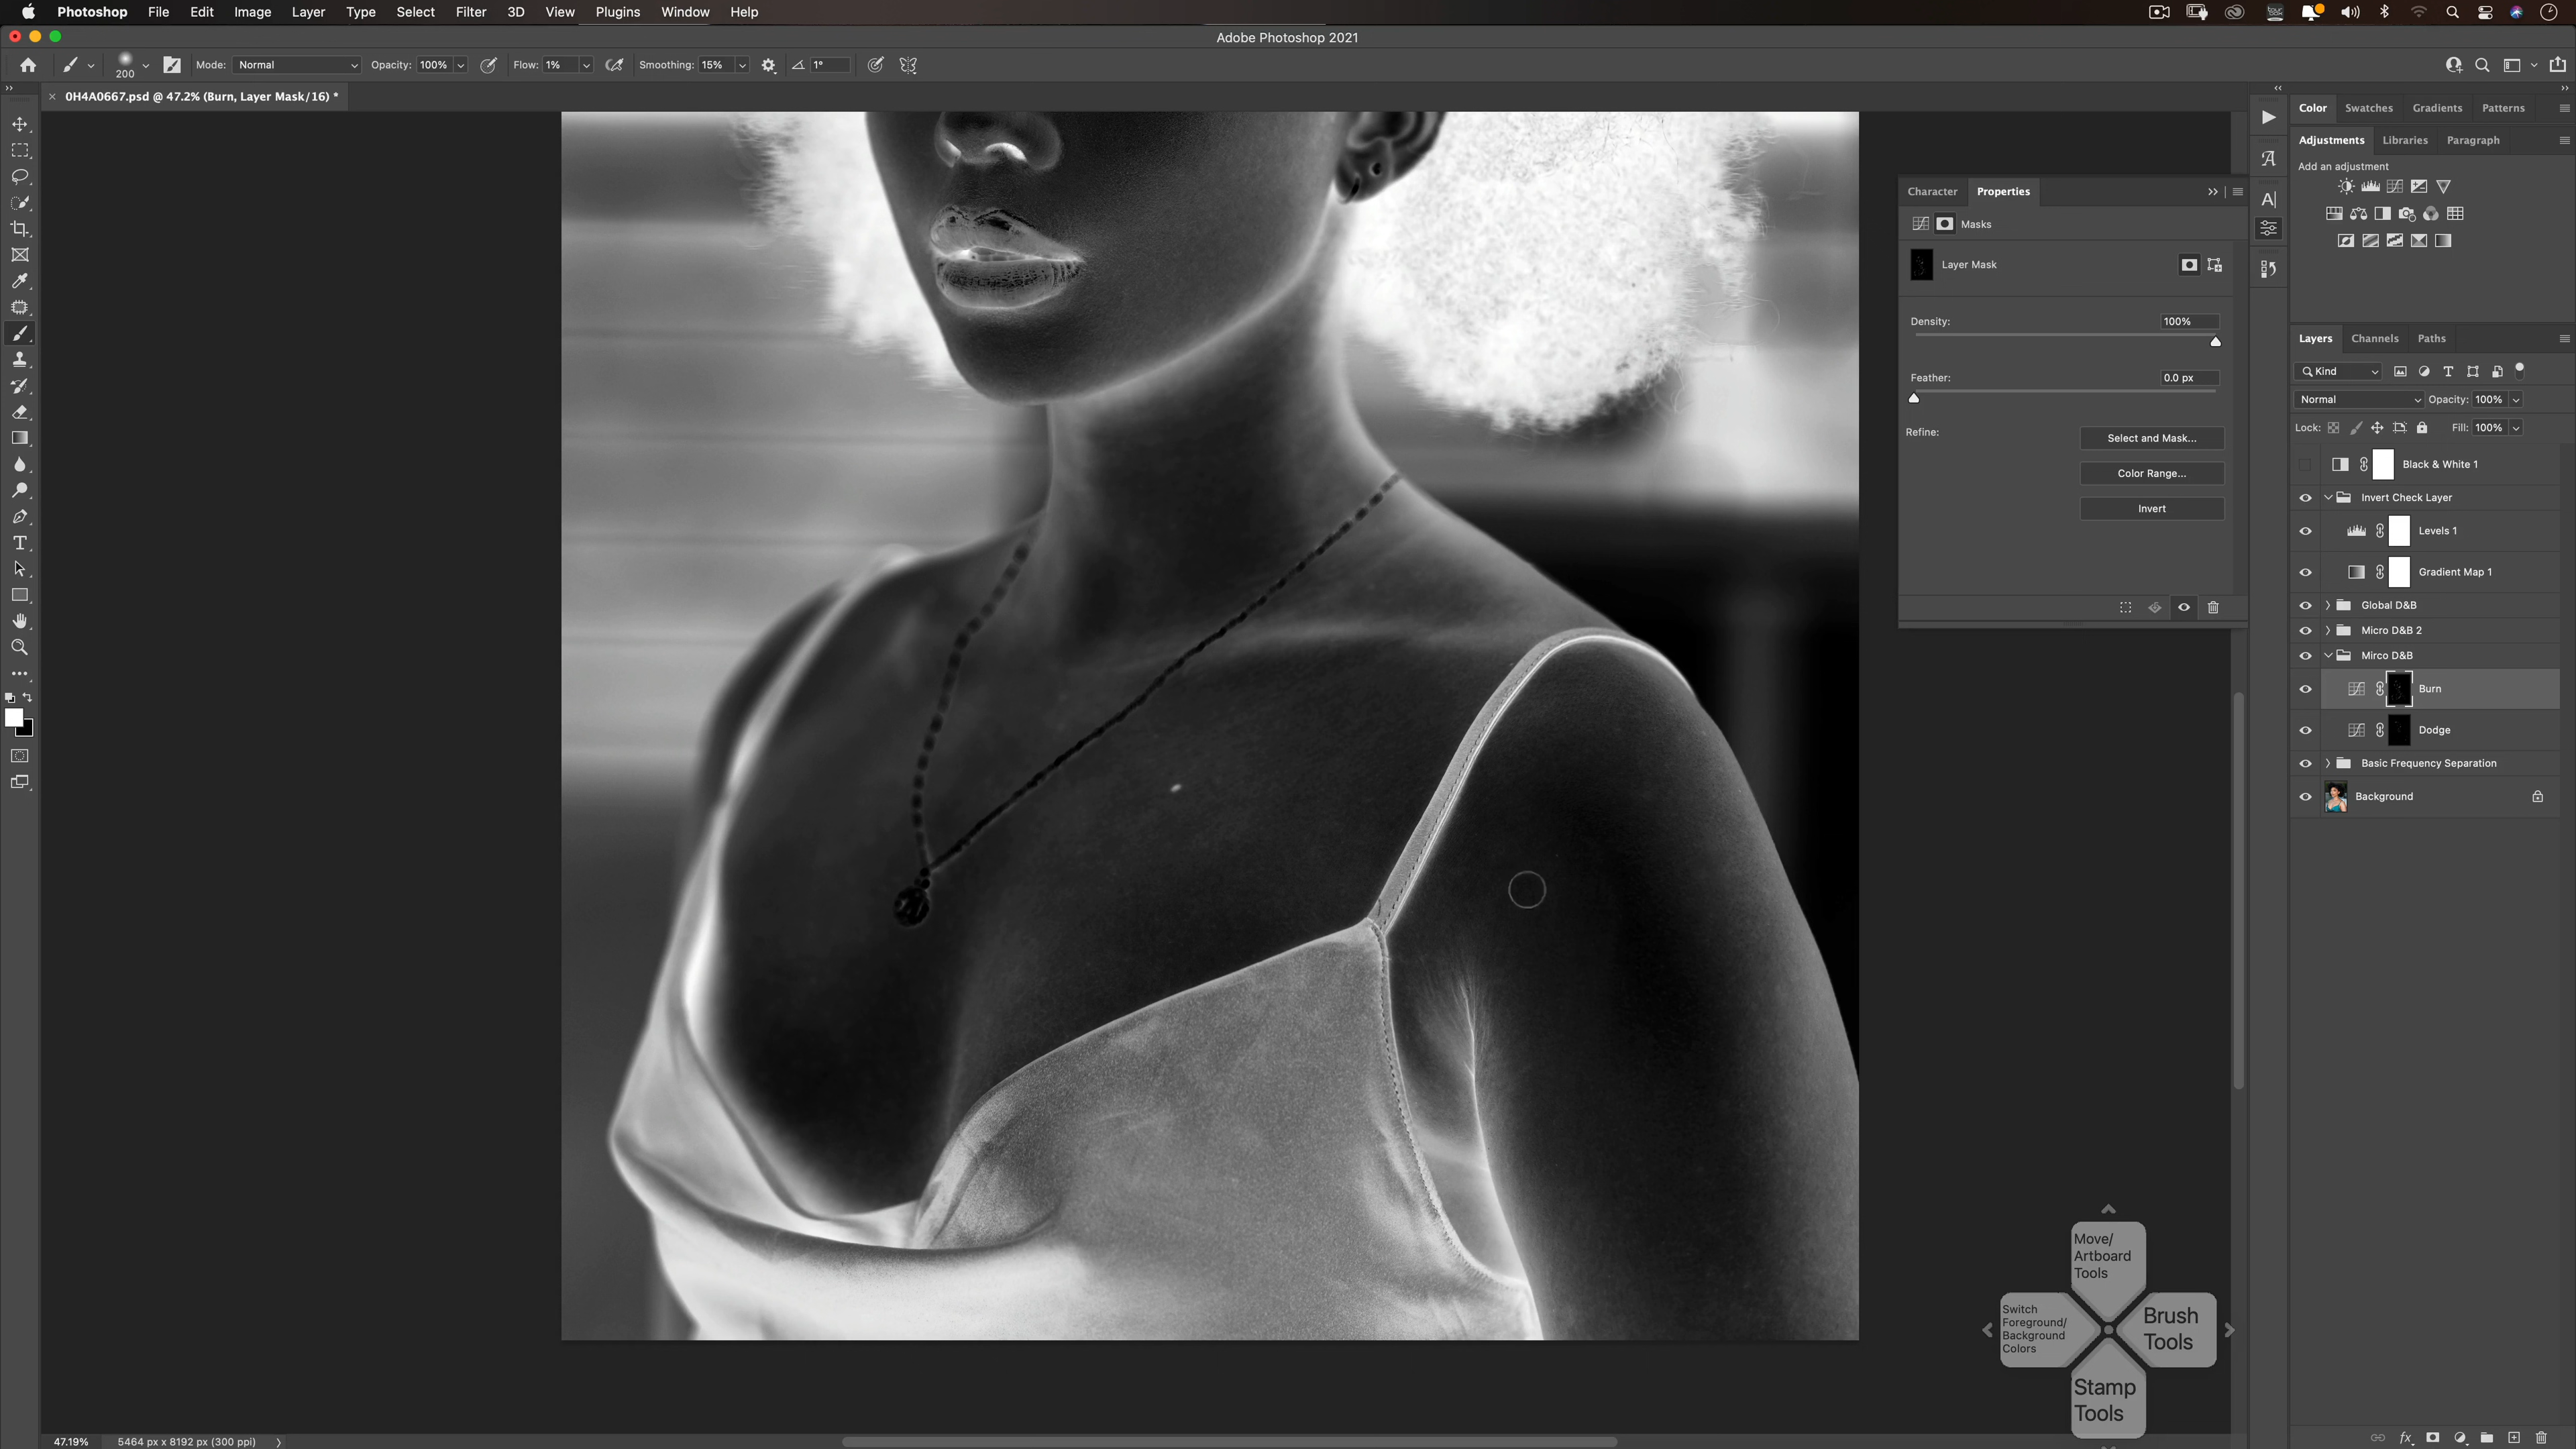 Photoshop File Edit Image Layer Type Select Filter 3D View Plugins Window Help
Adobe Photoshop 2021
200 Mode: Normal Opacity: 100% Flow: 1% Smoothing: 15% 1°
0H4A0667.psd @ 47.2% (Burn, Layer Mask/16) *
Color Swatches Gradients Patterns
Adjustments Libraries Paragraph
Add an adjustment
Character Properties
Masks
Layer Mask
Density: 100%
Feather: 0.0 px
Refine:
Select and Mask...
Color Range...
Invert
Layers Channels Paths
Kind
Normal Opacity: 100%
Lock: Fill: 100%
Black & White 1
Invert Check Layer
Levels 1
Gradient Map 1
Global D&B
Micro D&B 2
Mirco D&B
Burn
Dodge
Basic Frequency Separation
Background
Move/
Artboard
Tools
Switch
Foreground/
Background
Colors
Brush
Tools
Stamp
Tools
47.19% 5464 px x 8192 px (300 ppi)